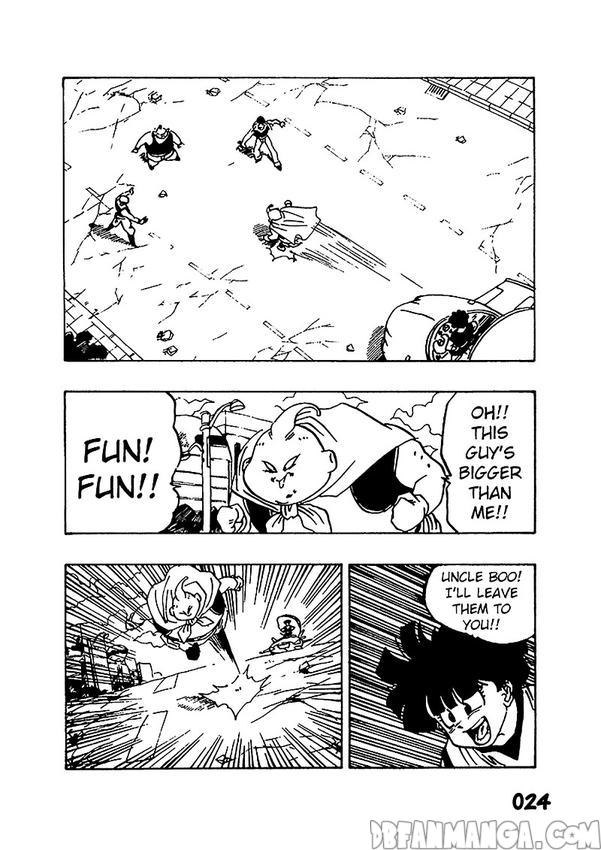 OH!!
THIS
GUY'S
BIGGER
THAN
ME!!
FUN!
FUN!!
UNCLE BOO!
I'LL LEAVE
THEM TO
YOU!!
024
DBFANMANGA.COM